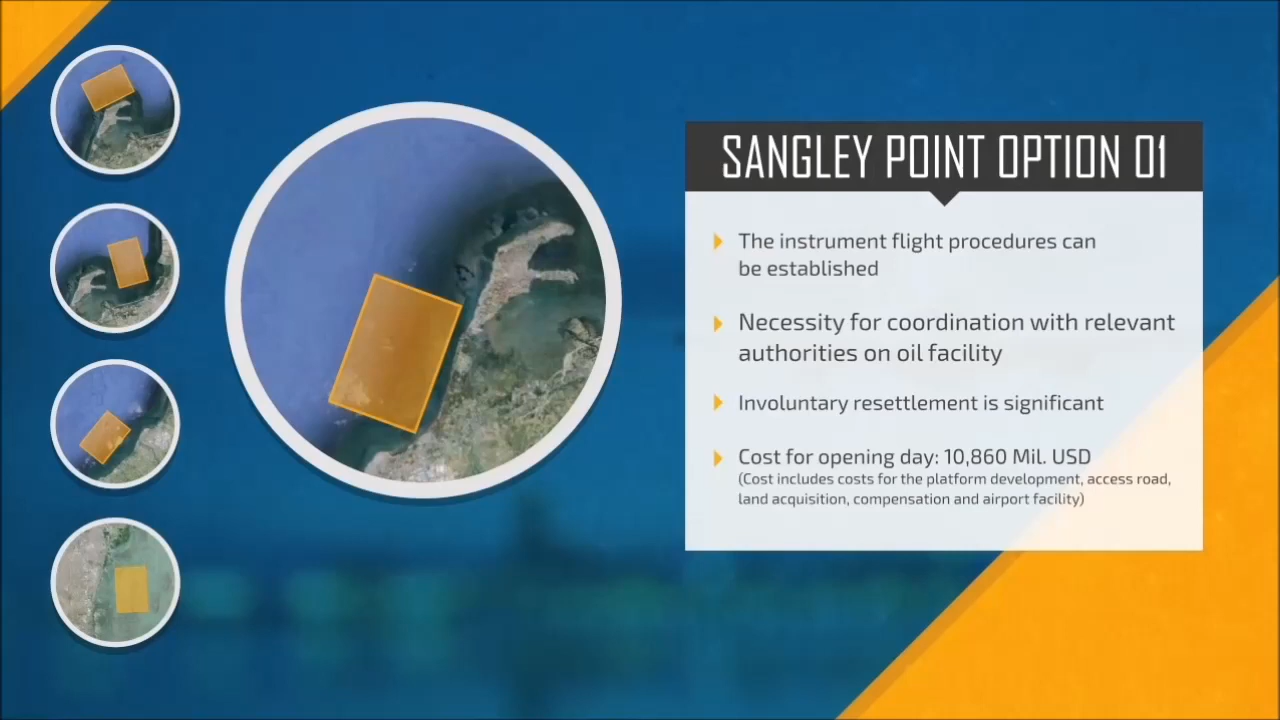 SANGLEY POINT OPTION 01
The instrument flight procedures can
be established
Necessity for coordination with relevant
authorities on oil facility
Involuntary resettlement is significant
Cost for opening day: 10,860 Mil. USD
(Cost includes costs for the platform development, access road,
land acquisition, compensation and airport facility)